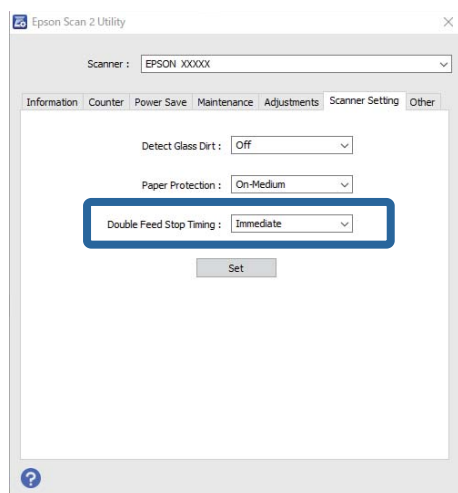 Epson Scan 2 Utility
Scanner : EPSON XXXXX
Information Counter Power Save Maintenance Adjustments Scanner Setting Other
Detect Glass Dirt : Off
Paper Protection : On-Medium
Double Feed Stop Timing : Immediate
Set
?